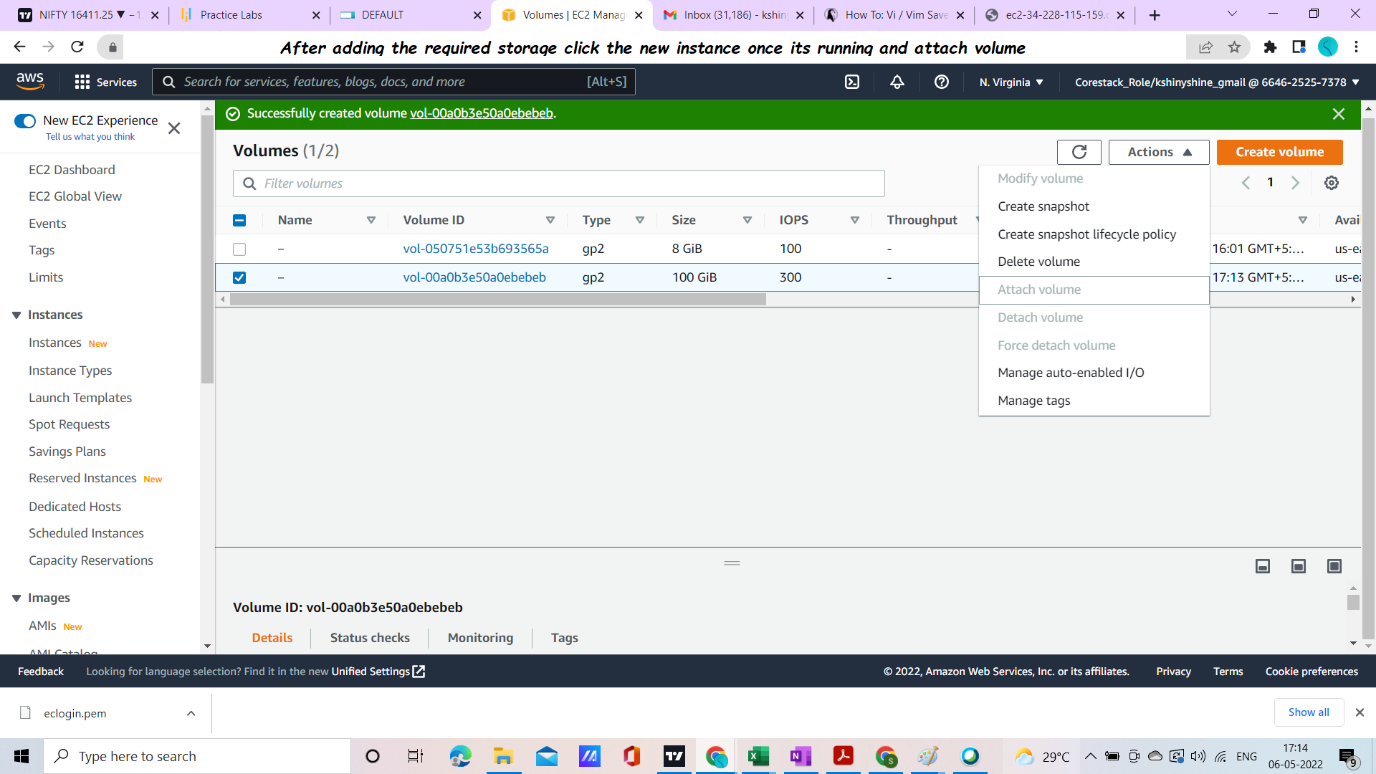 NIFTY 16411.25 ▼ −1
Practice Labs
DEFAULT
Volumes | EC2 Manag
Inbox (31,186) - kshin
How To: Vi / Vim Save
ec2-34-228-115-159.c
After adding the required storage click the new instance once its running and attach volume
aws
Services
Search for services, features, blogs, docs, and more
[Alt+S]
N. Virginia ▼
Corestack_Role/kshinyshine_gmail @ 6646-2525-7378 ▼
New EC2 Experience
Tell us what you think
EC2 Dashboard
EC2 Global View
Events
Tags
Limits
Instances
Instances New
Instance Types
Launch Templates
Spot Requests
Savings Plans
Reserved Instances New
Dedicated Hosts
Scheduled Instances
Capacity Reservations
Images
AMIs New
AMI Catalog
Successfully created volume vol-00a0b3e50a0ebebeb.
Volumes (1/2)
Actions ▲
Create volume
Filter volumes
1
Name
Volume ID
Type
Size
IOPS
Throughput
Avai
– vol-050751e53b693565a gp2 8 GiB 100 - 16:01 GMT+5:... us-ea
– vol-00a0b3e50a0ebebeb gp2 100 GiB 300 - 17:13 GMT+5:... us-ea
Modify volume
Create snapshot
Create snapshot lifecycle policy
Delete volume
Attach volume
Detach volume
Force detach volume
Manage auto-enabled I/O
Manage tags
Volume ID: vol-00a0b3e50a0ebebeb
Details
Status checks
Monitoring
Tags
Feedback
Looking for language selection? Find it in the new Unified Settings
© 2022, Amazon Web Services, Inc. or its affiliates.
Privacy
Terms
Cookie preferences
eclogin.pem
Show all
Type here to search
29°C
ENG
17:14
06-05-2022
9